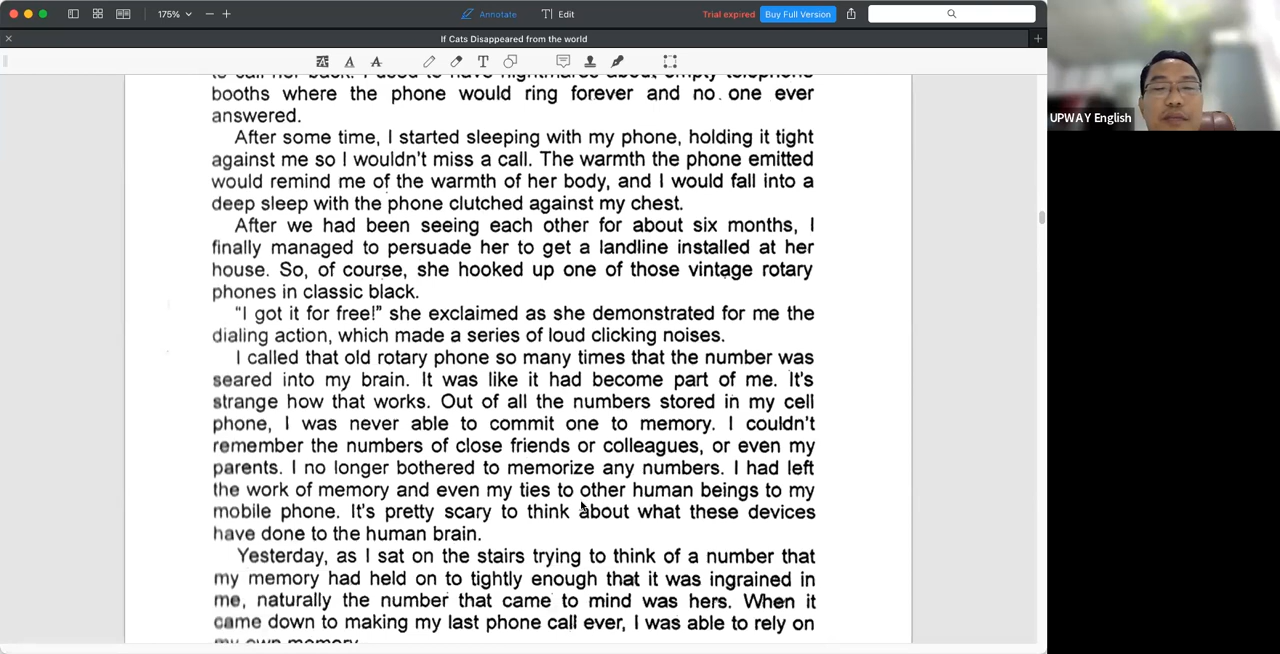 175%
Annotate
Edit
Trial expired
Buy Full Version
If Cats Disappeared from the world
to call her back. I used to have nightmares about empty telephone
booths where the phone would ring forever and no one ever
answered.
After some time, I started sleeping with my phone, holding it tight
against me so I wouldn't miss a call. The warmth the phone emitted
would remind me of the warmth of her body, and I would fall into a
deep sleep with the phone clutched against my chest.
After we had been seeing each other for about six months, I
finally managed to persuade her to get a landline installed at her
house. So, of course, she hooked up one of those vintage rotary
phones in classic black.
"I got it for free!" she exclaimed as she demonstrated for me the
dialing action, which made a series of loud clicking noises.
I called that old rotary phone so many times that the number was
seared into my brain. It was like it had become part of me. It's
strange how that works. Out of all the numbers stored in my cell
phone, I was never able to commit one to memory. I couldn't
remember the numbers of close friends or colleagues, or even my
parents. I no longer bothered to memorize any numbers. I had left
the work of memory and even my ties to other human beings to my
mobile phone. It's pretty scary to think about what these devices
have done to the human brain.
Yesterday, as I sat on the stairs trying to think of a number that
my memory had held on to tightly enough that it was ingrained in
me, naturally the number that came to mind was hers. When it
came down to making my last phone call ever, I was able to rely on
my own memory.
UPWAY English